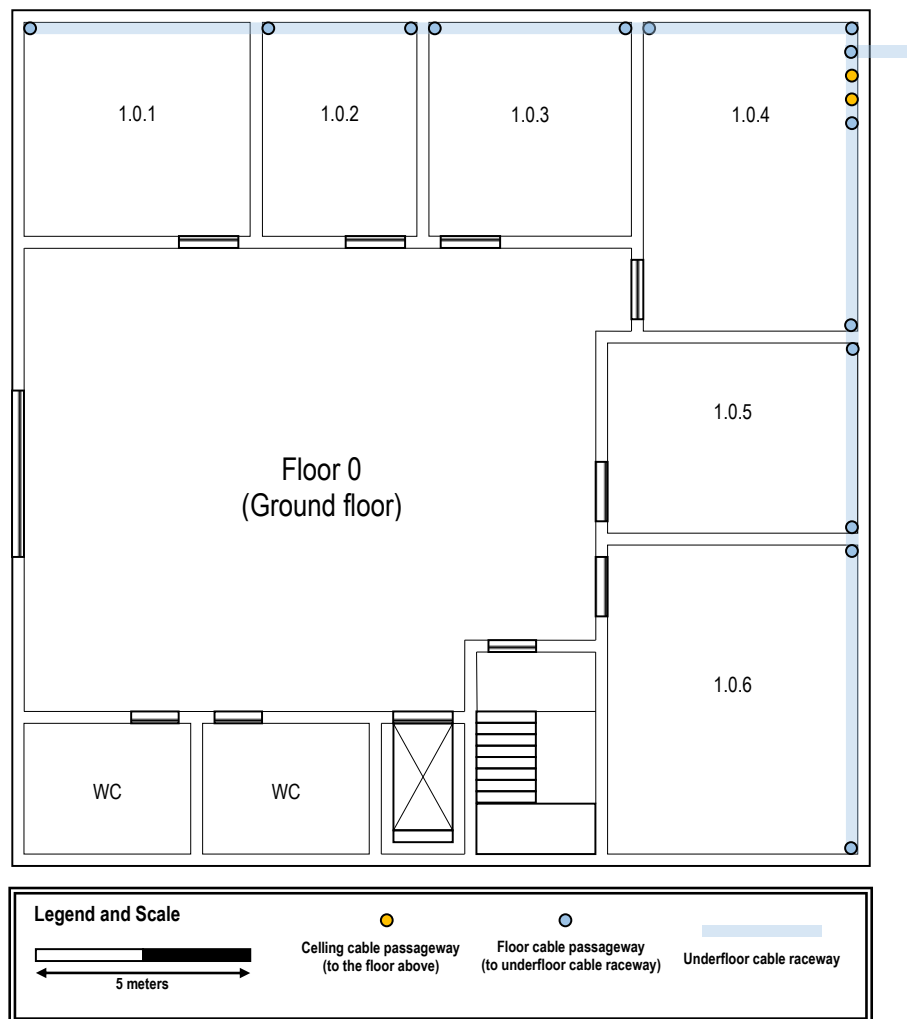 1.0.1
1.0.2
1.0.3
1.0.4
1.0.5
Floor 0
(Ground floor)
1.0.6
WC
WC
Legend and Scale
5 meters
Celling cable passageway
(to the floor above)
Floor cable passageway
(to underfloor cable raceway)
Underfloor cable raceway